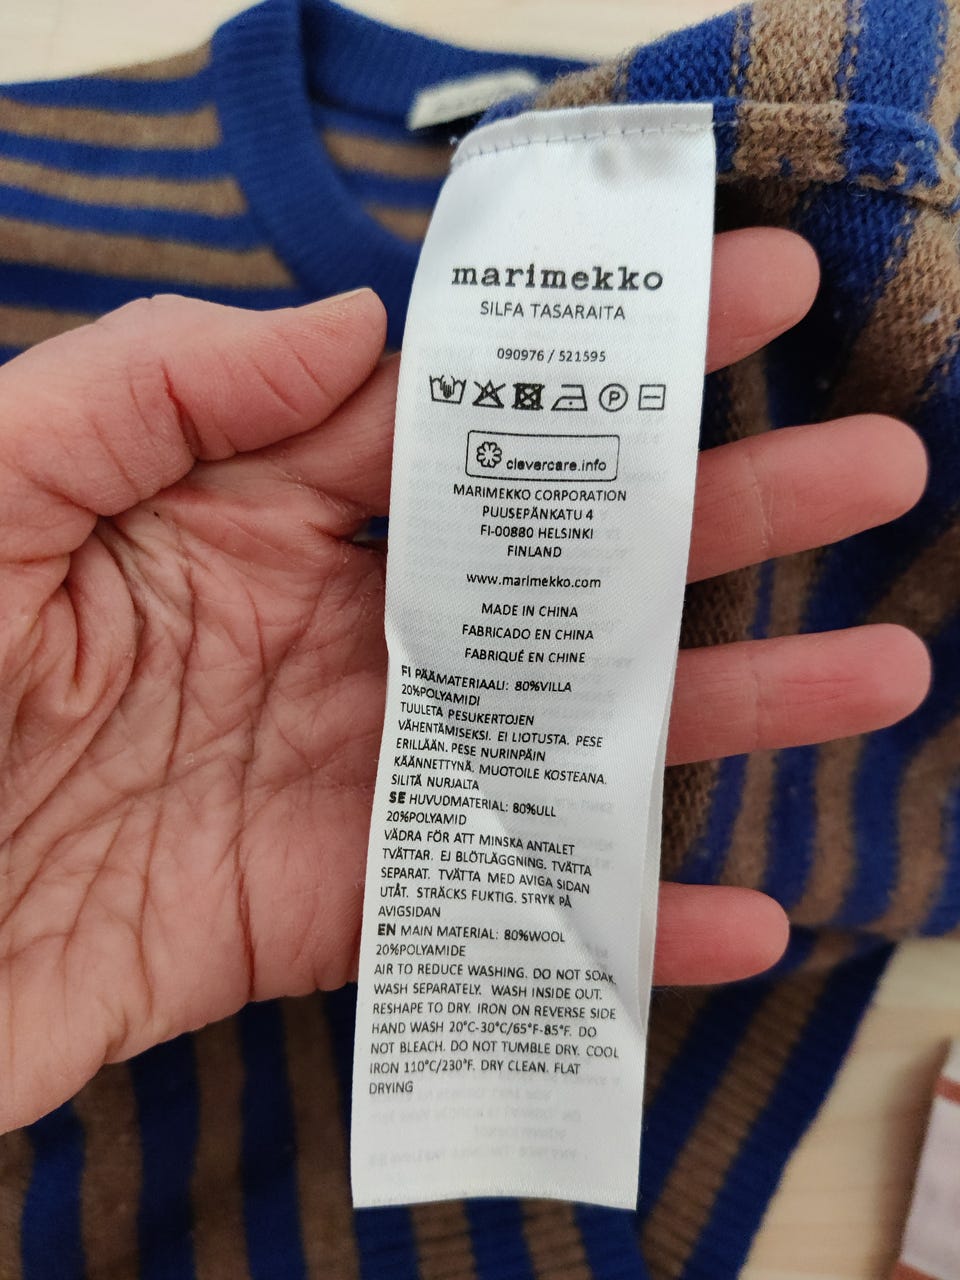 marimekko
SILFA TASARAITA
090976 / 521595
P
clevercare.info
MARIMEKKO CORPORATION
PUUSEPÄNKATU 4
FI-00880 HELSINKI
FINLAND
www.marimekko.com
MADE IN CHINA
FABRICADO EN CHINA
FABRIQUÉ EN CHINE
FI PÄÄMATERIAALI: 80%VILLA
20%POLYAMIDI
TUULETA PESUKERTOJEN
VÄHENTÄMISEKSI. EI LIOTUSTA. PESE
ERILLÄÄN. PESE NURINPÄIN
KÄÄNNETTYNÄ. MUOTOILE KOSTEANA.
SILITÄ NURJALTA
SE HUVUDMATERIAL: 80%ULL
20%POLYAMID
VÄDRA FÖR ATT MINSKA ANTALET
TVÄTTAR. EJ BLÖTLÄGGNING. TVÄTTA
SEPARAT. TVÄTTA MED AVIGA SIDAN
UTÅT. STRÄCKS FUKTIG. STRYK PÅ
AVIGSIDAN
EN MAIN MATERIAL: 80%WOOL
20%POLYAMIDE
AIR TO REDUCE WASHING. DO NOT SOAK.
WASH SEPARATELY. WASH INSIDE OUT.
RESHAPE TO DRY. IRON ON REVERSE SIDE
HAND WASH 20°C-30°C/65°F-85°F. DO
NOT BLEACH. DO NOT TUMBLE DRY. COOL
IRON 110°C/230°F. DRY CLEAN. FLAT
DRYING